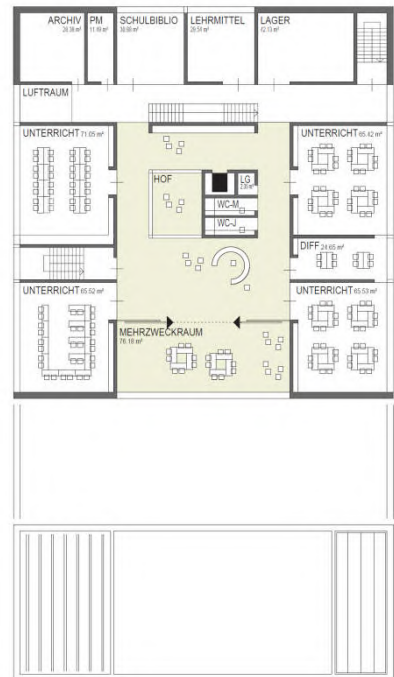 ARCHIV
PM
SCHULBIBLIO
LEHRMITTEL
LAGER
LUFTRAUM
UNTERRICHT 71.05 m²
UNTERRICHT 65.42 m²
HOF
LG
WC-M
WC-J
DIFF 24.65 m²
UNTERRICHT 65.52 m²
UNTERRICHT 65.53 m²
MEHRZWECKRAUM
76.18 m²